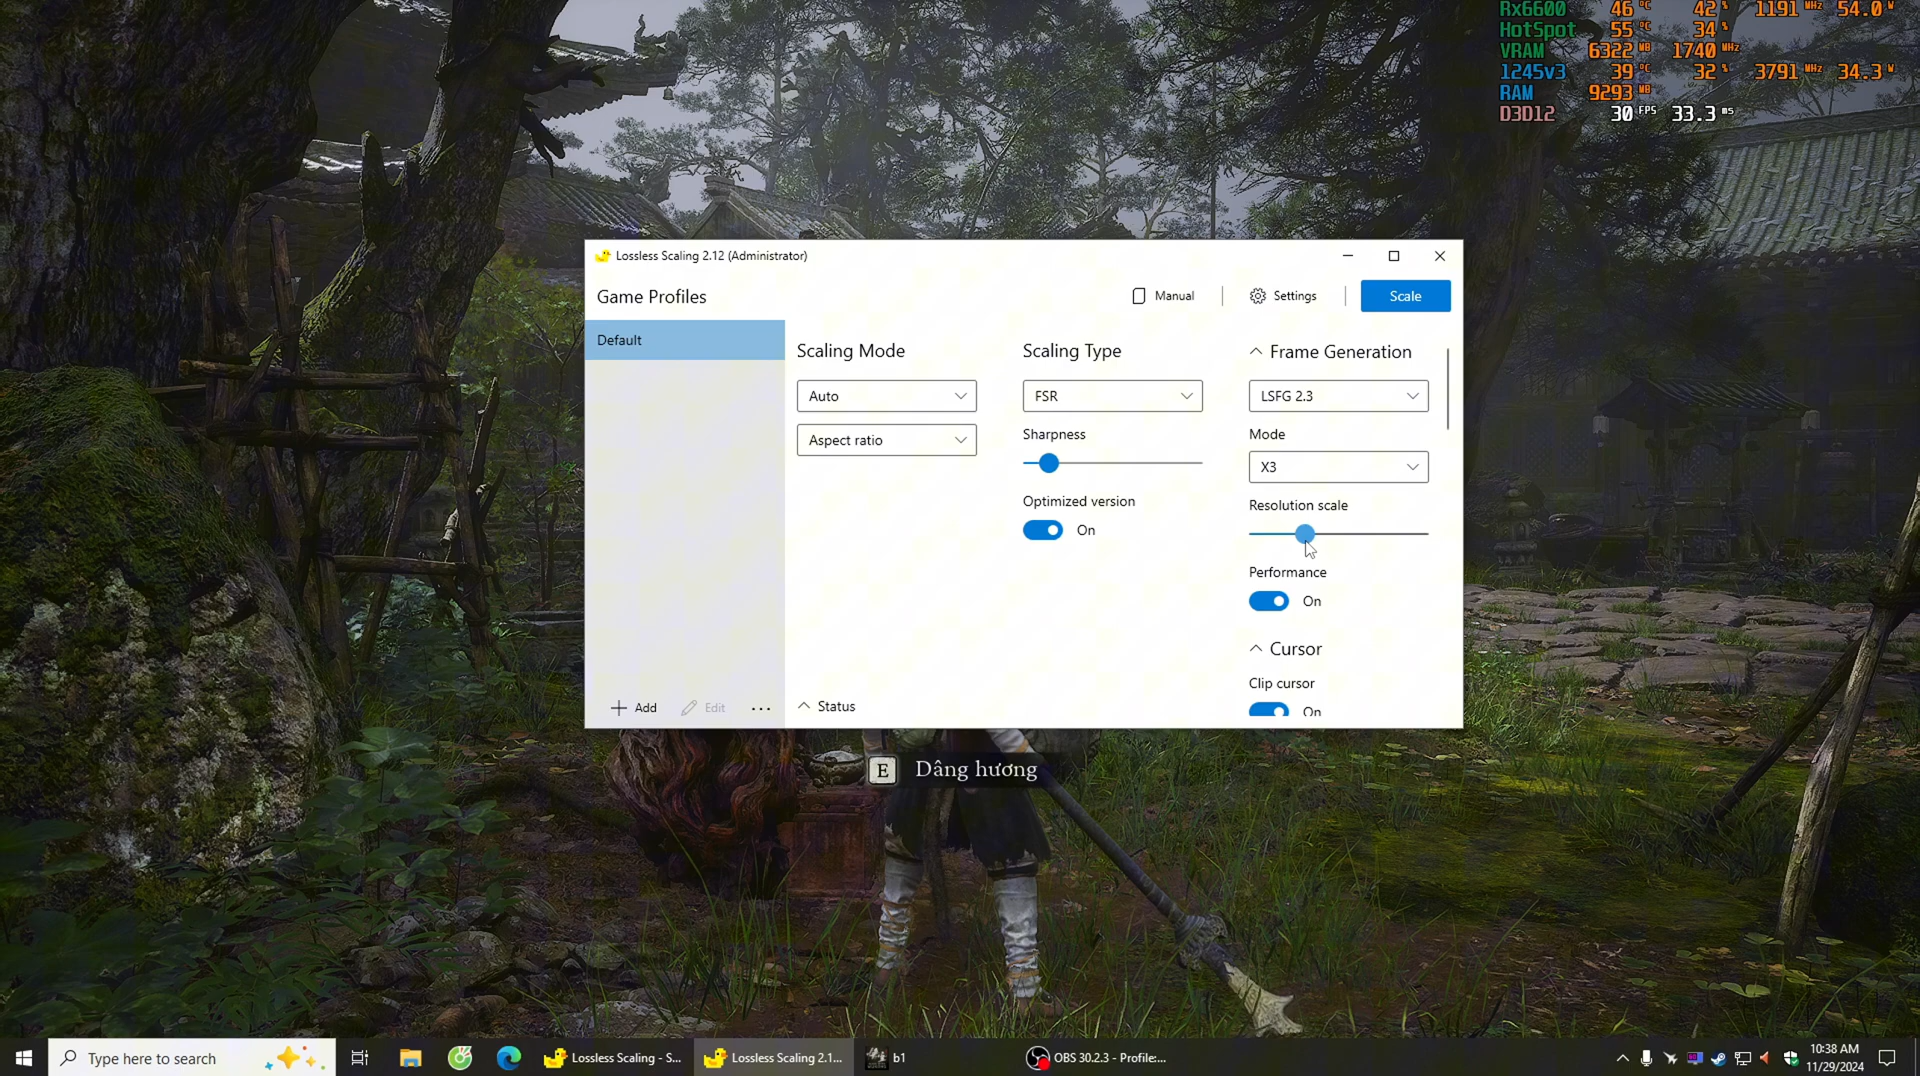 Rx6600 46 °C 42 % 1191 MHz 54.0 W
HotSpot 55 °C 34 %
VRAM 6322 MB 1740 MHz
1245v3 39 °C 32 % 3791 MHz 34.3 W
RAM 9293 MB
D3D12 30 FPS 33.3 ms
Lossless Scaling 2.12 (Administrator)
Game Profiles
Manual
Settings
Scale
Default
Scaling Mode
Auto
Aspect ratio
Scaling Type
FSR
Sharpness
Optimized version
On
Frame Generation
LSFG 2.3
Mode
X3
Resolution scale
Performance
On
Cursor
Clip cursor
On
Add
Edit
...
Status
E Dâng hương
Type here to search
Lossless Scaling - S...
Lossless Scaling 2.1...
b1
OBS 30.2.3 - Profile:...
10:38 AM
11/29/2024